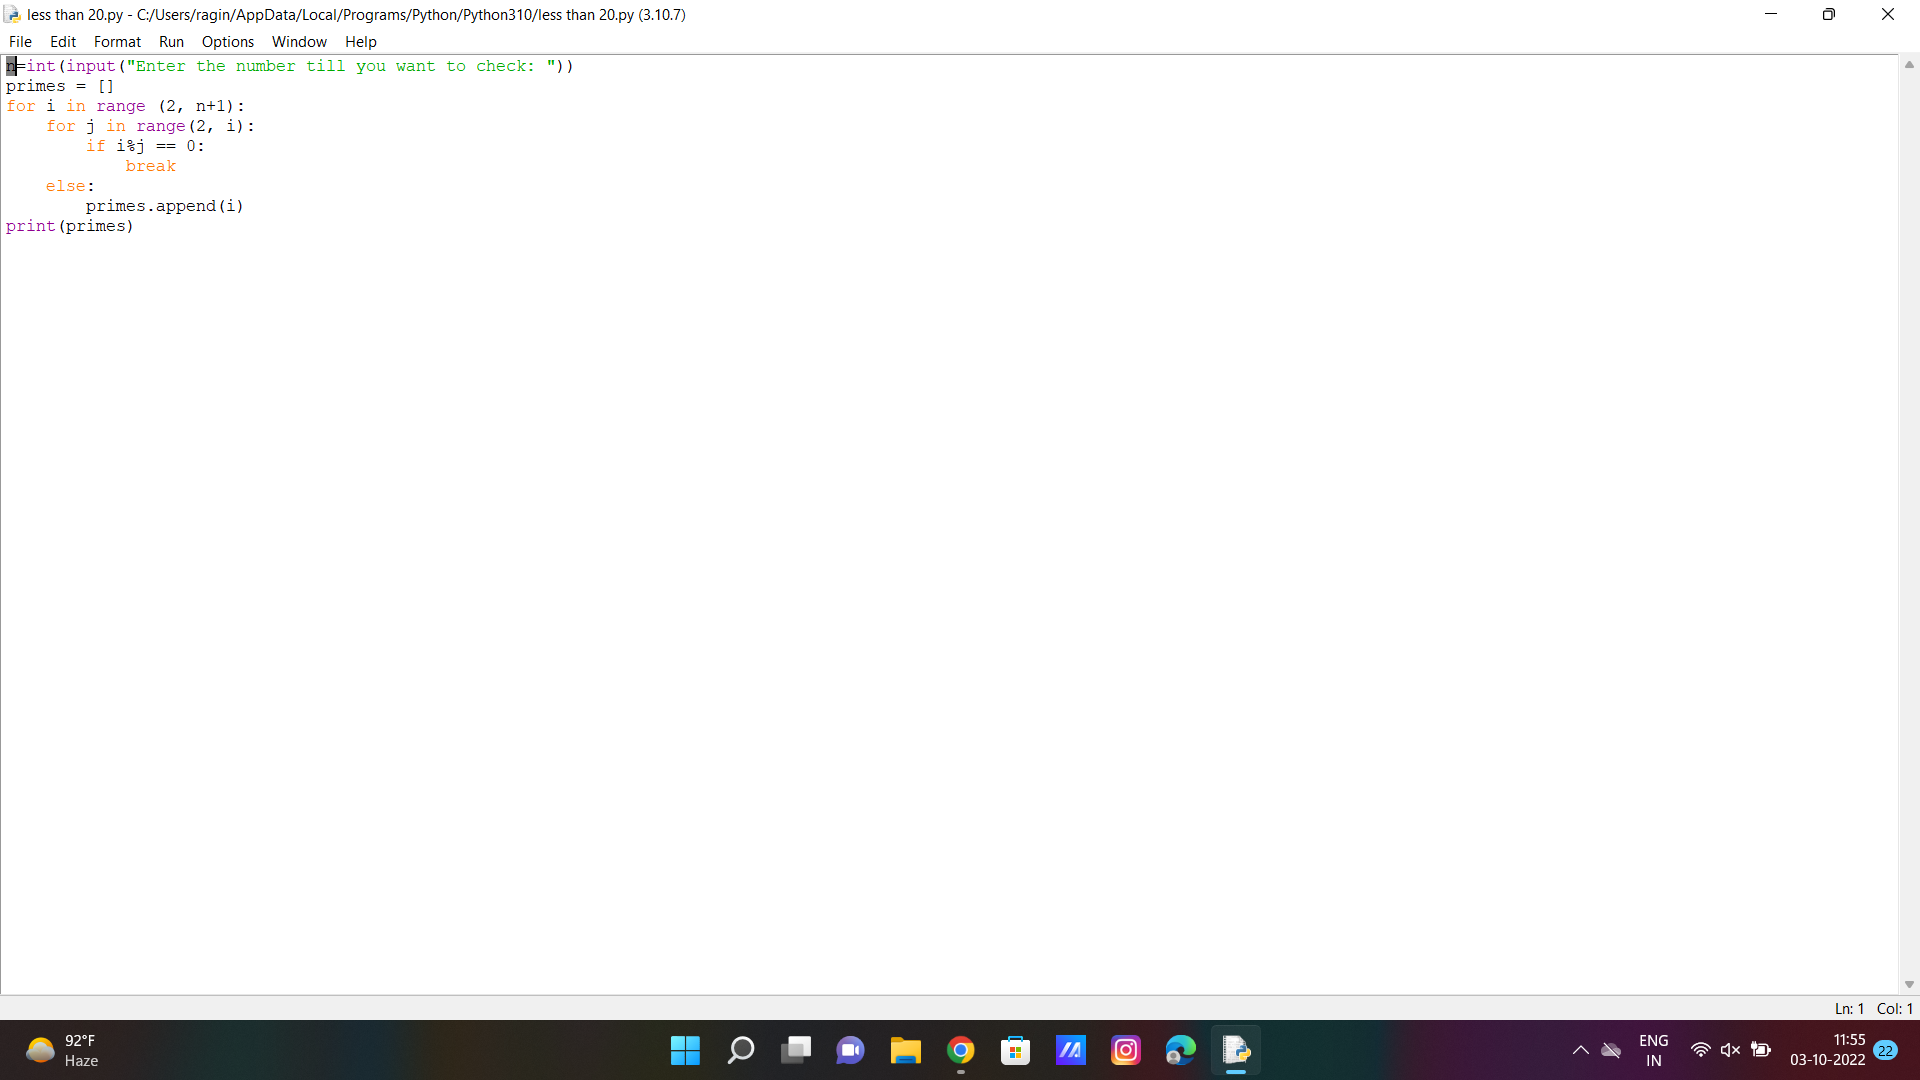 less than 20.py - C:/Users/ragin/AppData/Local/Programs/Python/Python310/less than 20.py (3.10.7)
File Edit Format Run Options Window Help
n=int(input("Enter the number till you want to check: "))
primes = []
for i in range (2, n+1):
    for j in range(2, i):
        if i%j == 0:
            break
    else:
        primes.append(i)
print(primes)
Ln: 1 Col: 1
92°F
Haze
ENG
IN
11:55
03-10-2022
22